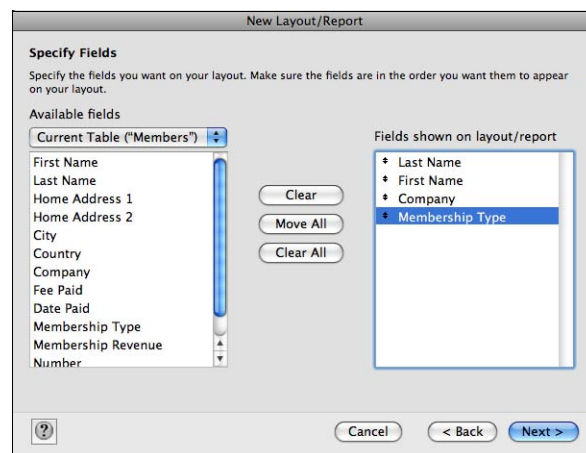 New Layout/Report
Specify Fields
Specify the fields you want on your layout. Make sure the fields are in the order you want them to appear
on your layout.
Available fields
Current Table ("Members")
First Name
Last Name
Home Address 1
Home Address 2
City
Country
Company
Fee Paid
Date Paid
Membership Type
Membership Revenue
Number
Clear
Move All
Clear All
Fields shown on layout/report
Last Name
First Name
Company
Membership Type
?
Cancel
< Back
Next >